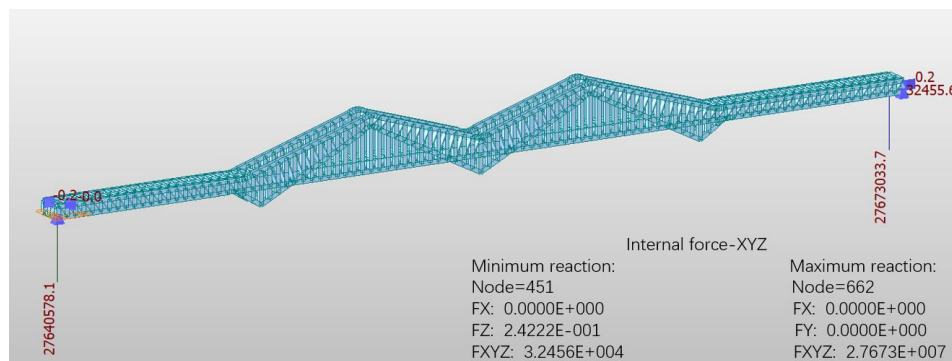 0.2
32455.6
-0.2
-0.0
27673033.7
27640578.1
Internal force-XYZ
Minimum reaction:
Node=451
FX: 0.0000E+000
FZ: 2.4222E-001
FXYZ: 3.2456E+004
Maximum reaction:
Node=662
FX: 0.0000E+000
FY: 0.0000E+000
FXYZ: 2.7673E+007